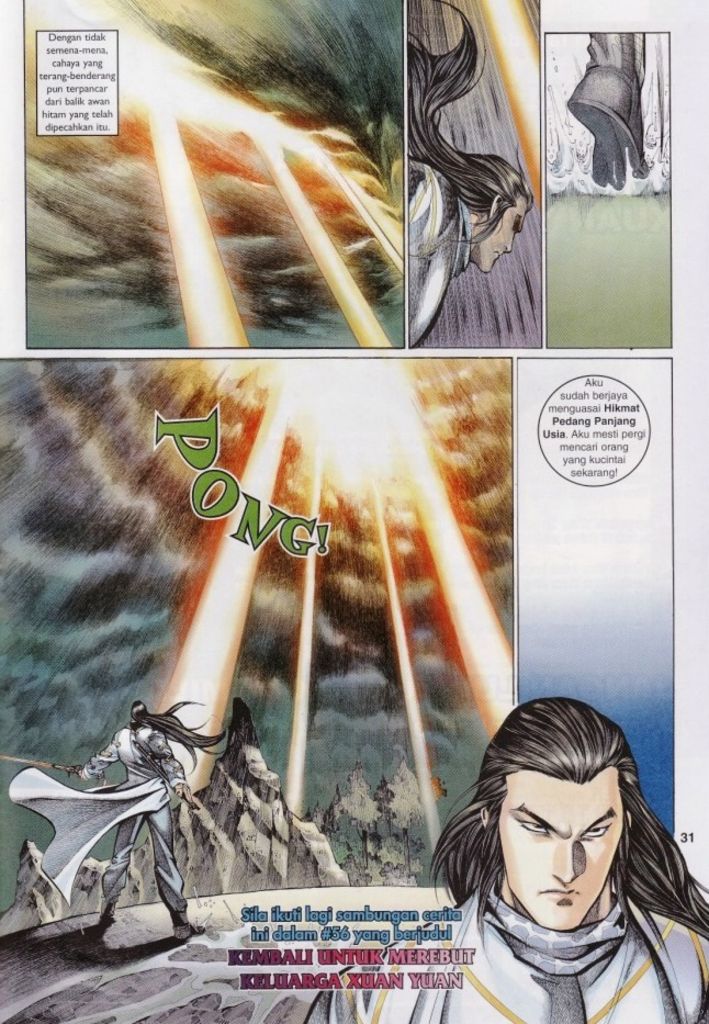 Dengan tidak
semena-mena,
cahaya yang
terang-benderang
pun terpancar
dari balik awan
hitam yang telah
dipecahkan itu.
PONG!
Aku
sudah berjaya
menguasai Hikmat
Pedang Panjang
Usia. Aku mesti pergi
mencari orang
yang kucintai
sekarang!
31
Sila ikuti lagi sambungan cerita
ini dalam #56 yang berjudul
KEMBALI UNTUK MEREBUT
KELUARGA XUAN YUAN